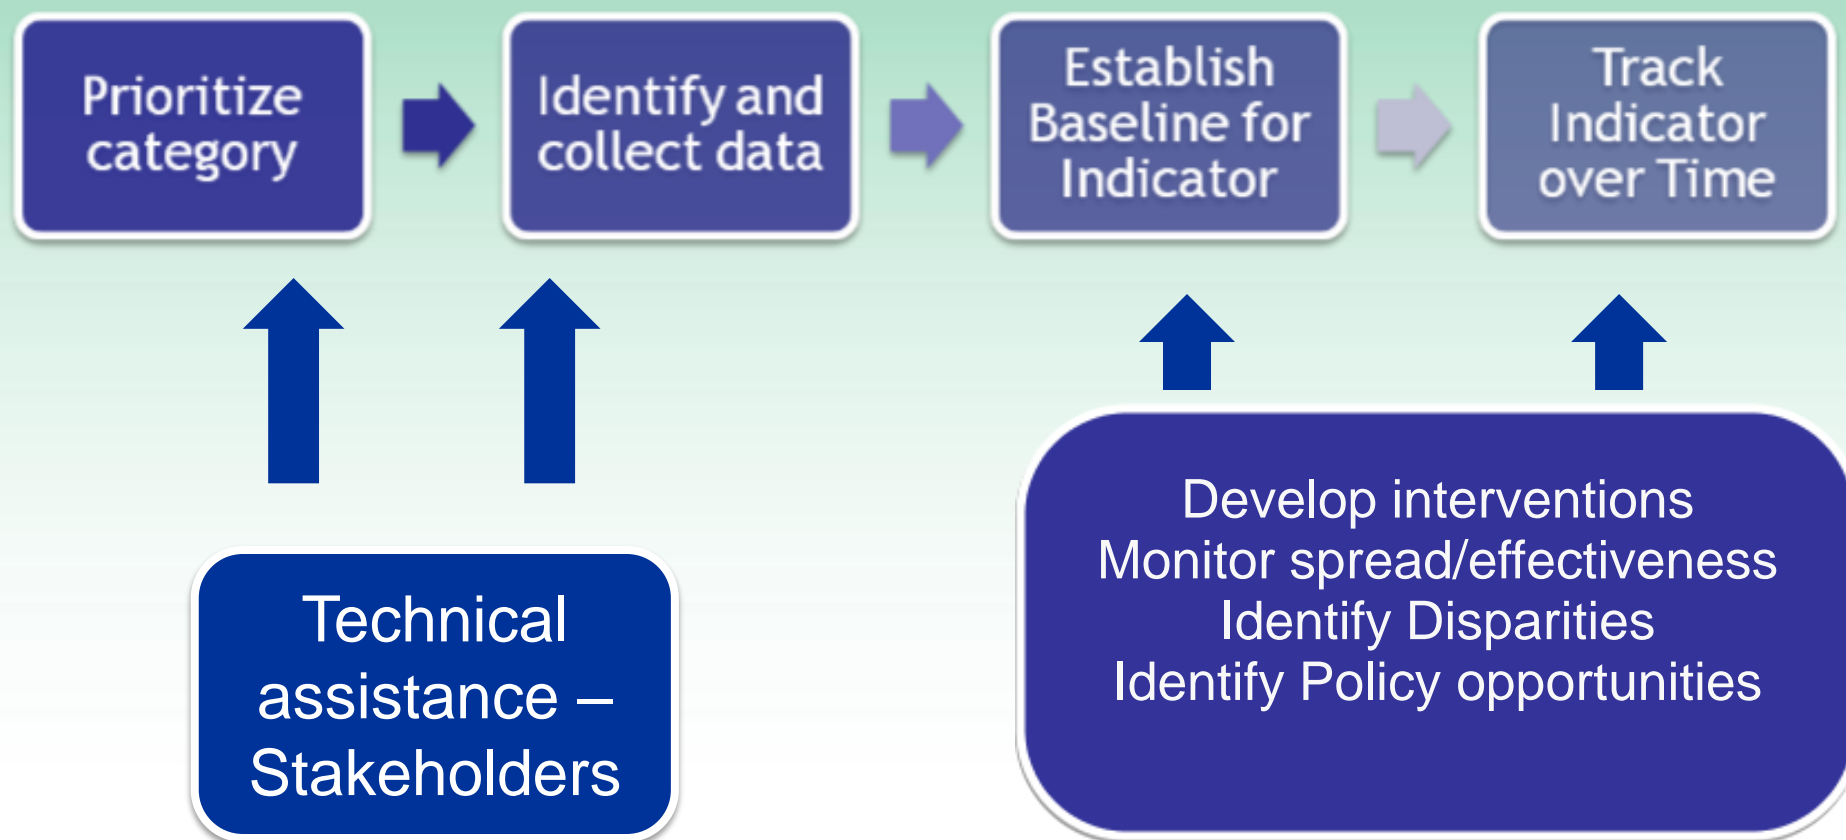 Prioritize
category
Identify and
collect data
Establish
Baseline for
Indicator
Track
Indicator
over Time
Technical
assistance –
Stakeholders
Develop interventions
Monitor spread/effectiveness
Identify Disparities
Identify Policy opportunities